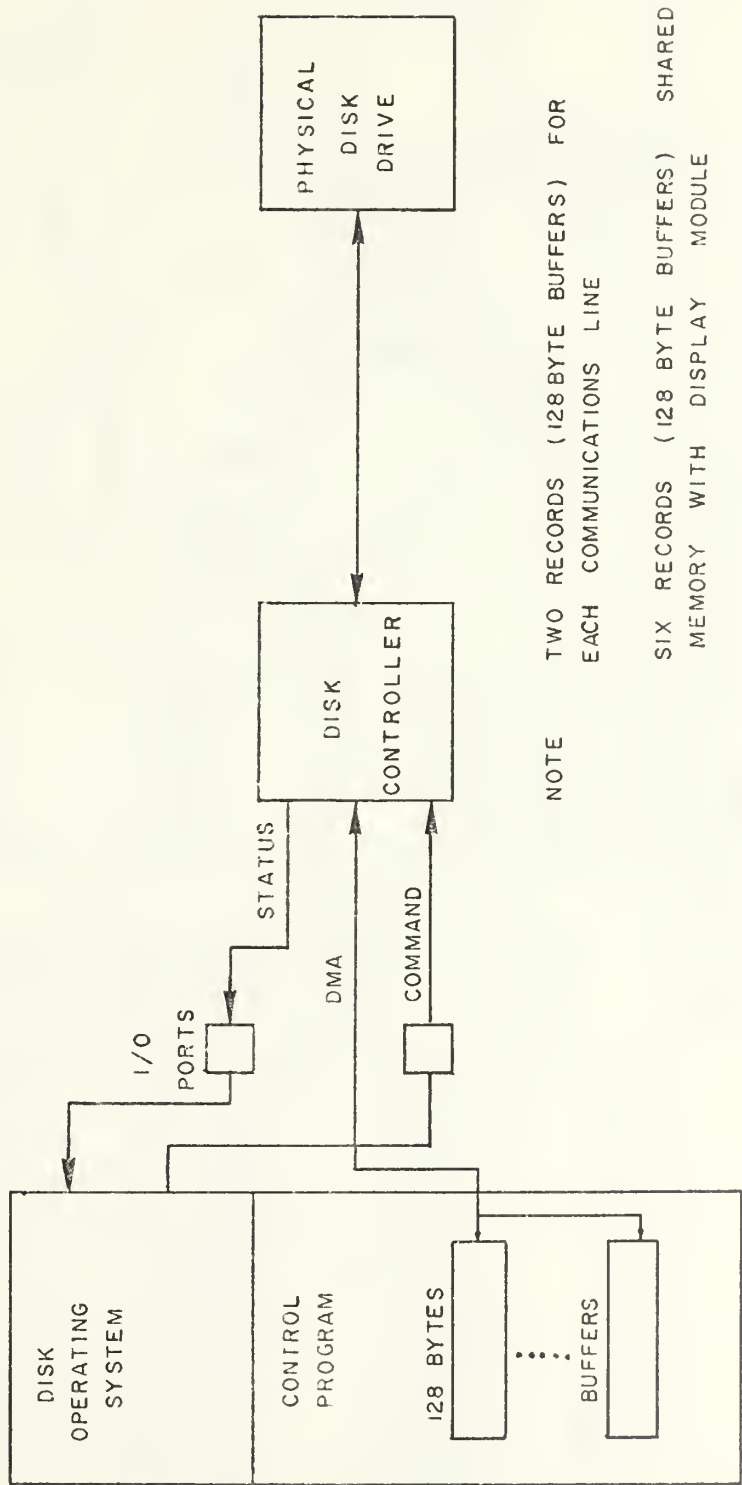 DISK
OPERATING
SYSTEM
CONTROL
PROGRAM
128 BYTES
BUFFERS
I/O
PORTS
STATUS
DMA
COMMAND
DISK
CONTROLLER
PHYSICAL
DISK
DRIVE
NOTE TWO RECORDS (128 BYTE BUFFERS) FOR
EACH COMMUNICATIONS LINE
SIX RECORDS (128 BYTE BUFFERS) SHARED
MEMORY WITH DISPLAY MODULE